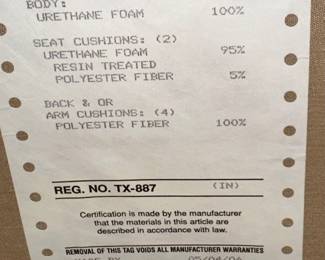 BODY:
URETHANE FOAM 100%
SEAT CUSHIONS: (2)
URETHANE FOAM 95%
RESIN TREATED
POLYESTER FIBER 5%
BACK & OR
ARM CUSHIONS: (4)
POLYESTER FIBER 100%
REG. NO. TX-887 (IN)
Certification is made by the manufacturer
that the materials in this article are
described in accordance with law.
REMOVAL OF THIS TAG VOIDS ALL MANUFACTURER WARRANTIES